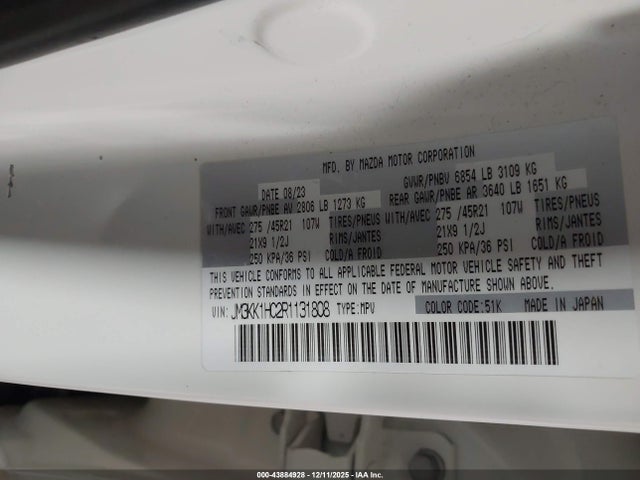 MFD. BY MAZDA MOTOR CORPORATION
DATE 08/23 GVWR/PNBV 6854 LB 3109 KG
FRONT GAWR/PNBE AV 2806 LB 1273 KG REAR GAWR/PNBE AR 3640 LB 1651 KG
WITH/AVEC 275 /45R21 107W TIRES/PNEUS WITH/AVEC 275 /45R21 107W TIRES/PNEUS
21X9 1/2J RIMS/JANTES 21X9 1/2J RIMS/JANTES
250 KPA/36 PSI COLD/A FROID 250 KPA/36 PSI COLD/A FROID
THIS VEHICLE CONFORMS TO ALL APPLICABLE FEDERAL MOTOR VEHICLE SAFETY AND THEFT
PREVENTION STANDARDS IN EFFECT ON THE DATE OF MANUFACTURE SHOWN ABOVE.
VIN: JM3KK1HC2R1131808 TYPE:MPV COLOR CODE:51K MADE IN JAPAN
000-43884928 - 12/11/2025 - IAA Inc.